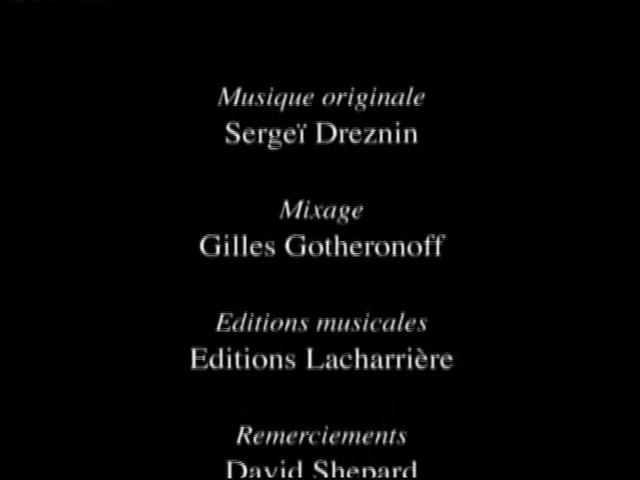 Musique originale
Sergeï Dreznin
Mixage
Gilles Gotheronoff
Editions musicales
Editions Lacharrière
Remerciements
David Shepard